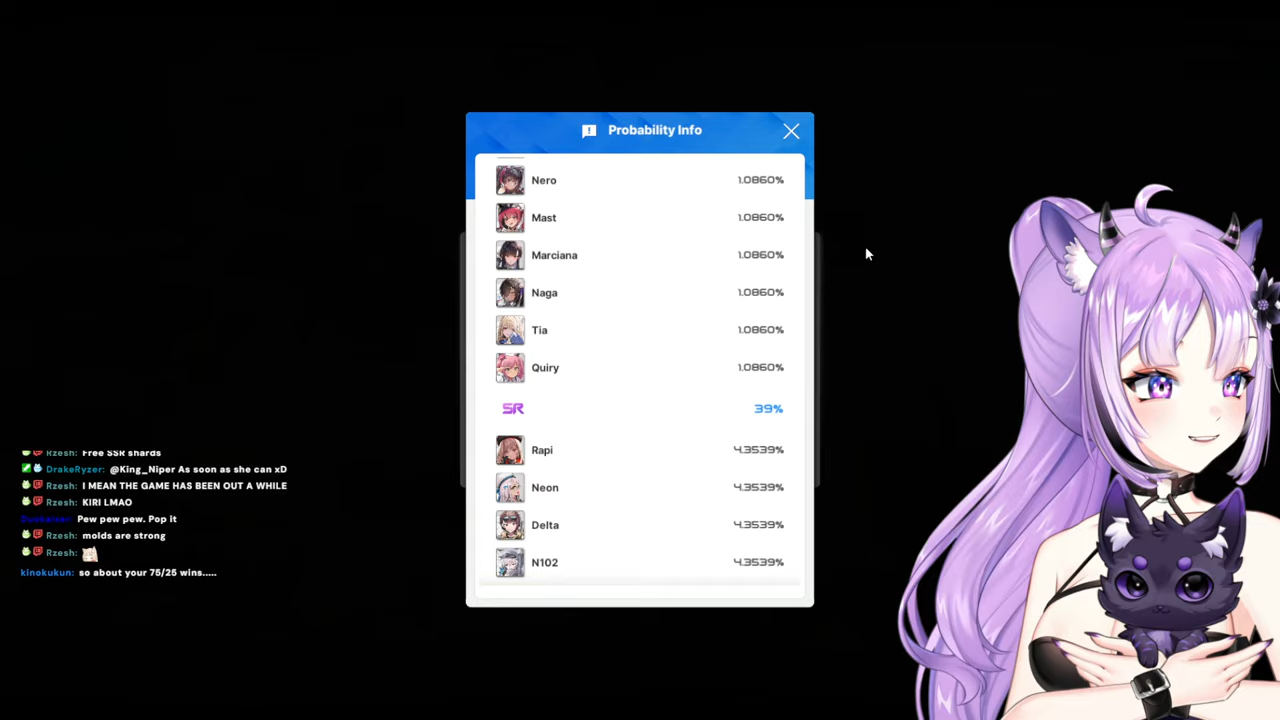 Probability Info
Nero 1.0860%
Mast 1.0860%
Marciana 1.0860%
Naga 1.0860%
Tia 1.0860%
Quiry 1.0860%
SR 39%
Rapi 4.3539%
Neon 4.3539%
Delta 4.3539%
N102 4.3539%
Rzesh: Free SSR shards
DrakeRyzer: @King_Niper As soon as she can xD
Rzesh: I MEAN THE GAME HAS BEEN OUT A WHILE
Rzesh: KIRI LMAO
Pew pew pew. Pop it
Rzesh: molds are strong
Rzesh:
kinokukun: so about your 75/25 wins.....